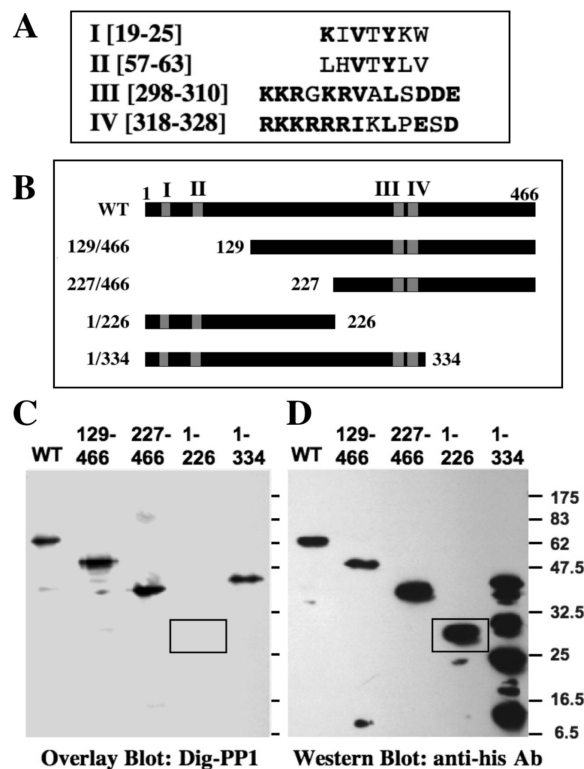 A
I [19-25] KIVTYKW
II [57-63] LHVTYLV
III [298-310] KKRGKRVALSDDE
IV [318-328] RKKRRRIKLPESD
B
1 I II III IV 466
WT
129/466 129
227/466 227
1/226 226
1/334 334
C
WT 129-466 227-466 1-226 1-334
Overlay Blot: Dig-PP1
D
WT 129-466 227-466 1-226 1-334
175
83
62
47.5
32.5
25
16.5
6.5
Western Blot: anti-his Ab